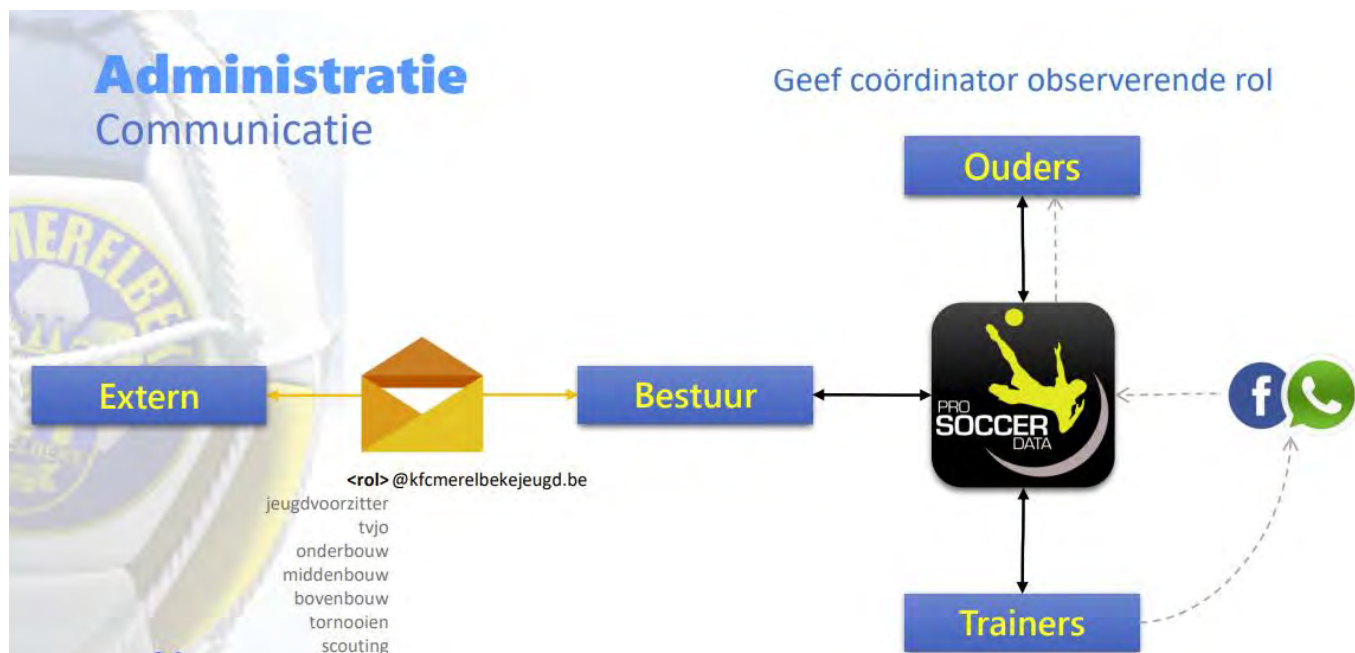 Administratie
Communicatie
Geef coördinator observerende rol
Ouders
Extern
Bestuur
PRO
SOCCER
DATA
<rol>@kfcmerelbekejeugd.be
jeugdvoorzitter
tvjo
onderbouw
middenbouw
bovenbouw
tornooien
scouting
Trainers